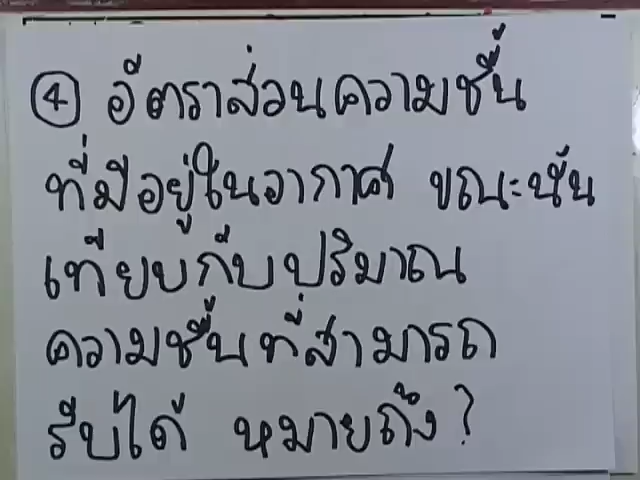 ④ อัตราส่วนความชื้น
ที่มีอยู่ในอากาศ ขณะนั้น
เทียบกับปริมาณ
ความชื้นที่สามารถ
รับได้ หมายถึง?